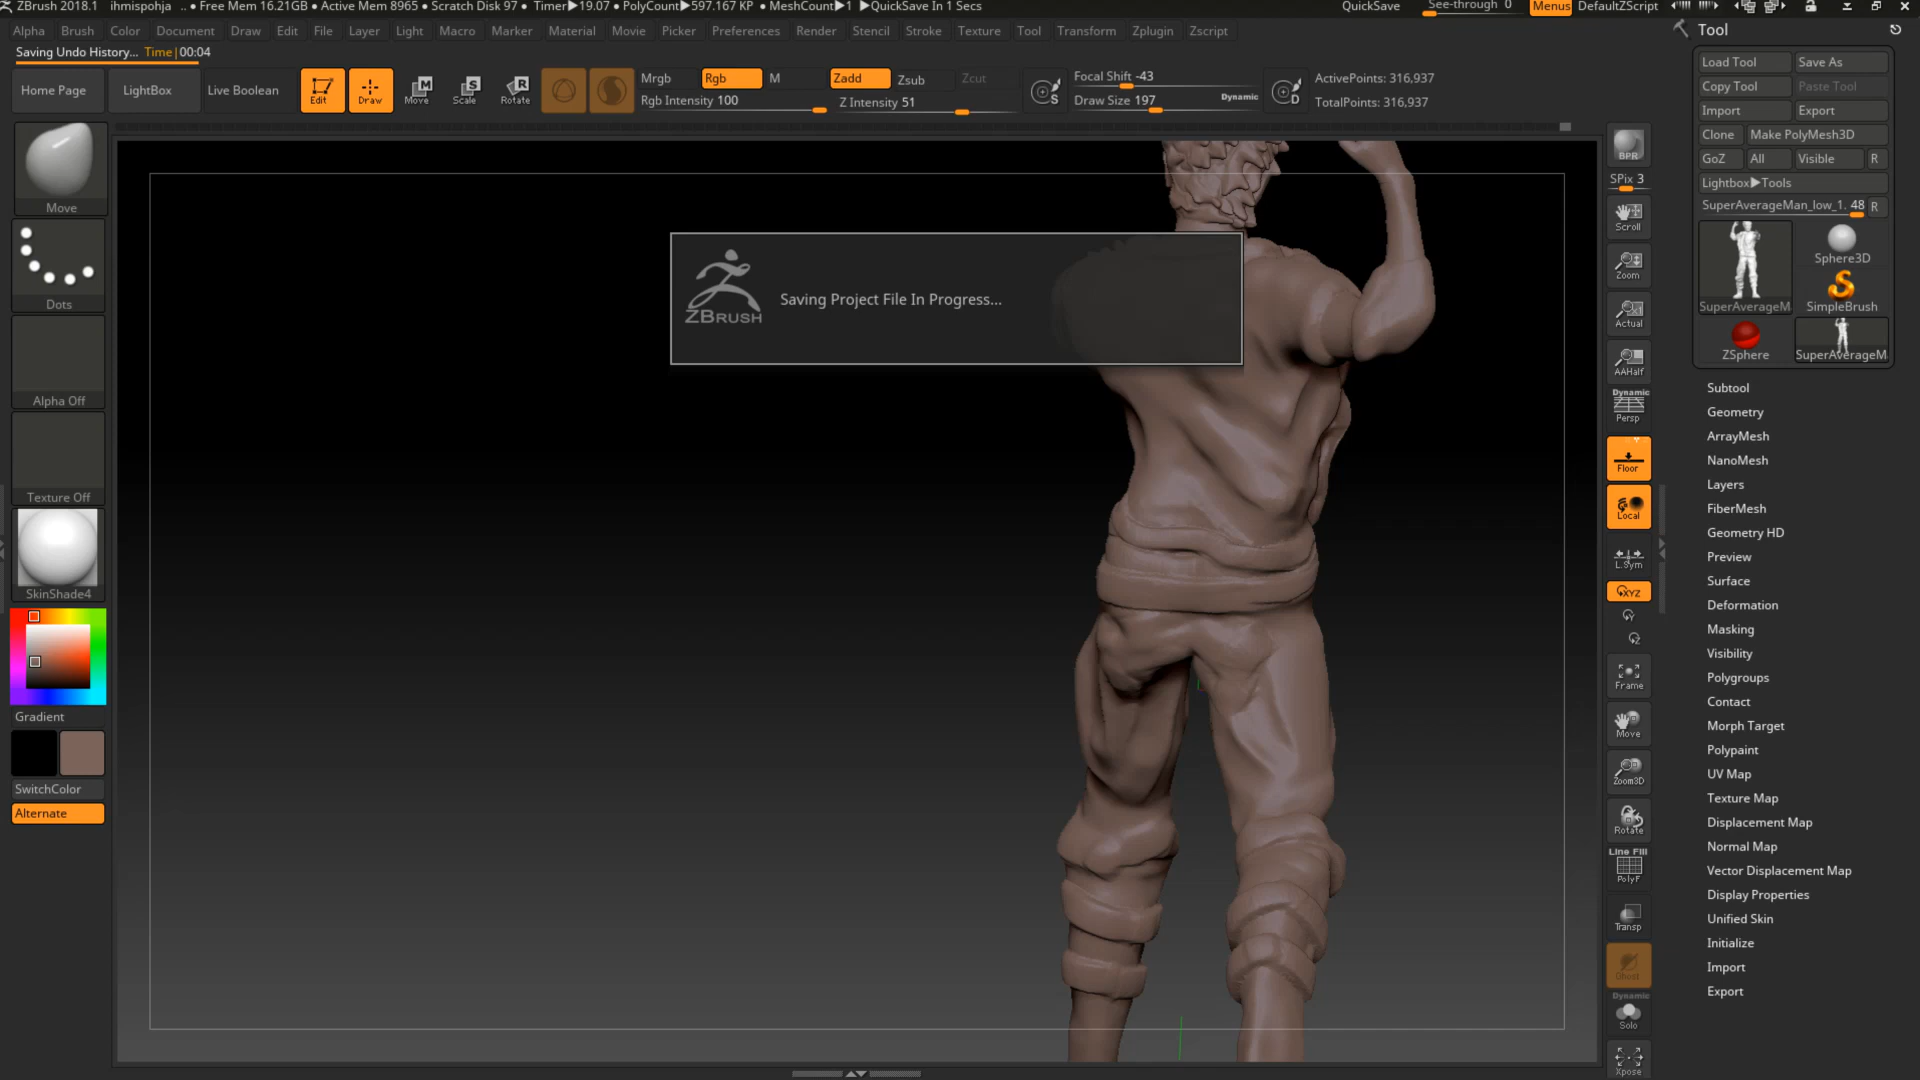 ZBrush 2018.1 ihmispohja .. • Free Mem 16.21GB • Active Mem 8965 • Scratch Disk 97 • Timer▶19.07 • PolyCount▶597.167 KP • MeshCount▶1 ▶QuickSave In 1 Secs QuickSave See-through 0 Menus DefaultZScript
Alpha Brush Color Document Draw Edit File Layer Light Macro Marker Material Movie Picker Preferences Render Stencil Stroke Texture Tool Transform Zplugin Zscript
Saving Undo History... Time|00:04
Home Page LightBox Live Boolean Edit Draw Move Scale Rotate
Mrgb Rgb M Zadd Zsub Zcut
Rgb Intensity 100 Z Intensity 51
Focal Shift -43
Draw Size 197 Dynamic
ActivePoints: 316,937
TotalPoints: 316,937
Move
Dots
Alpha Off
Texture Off
SkinShade4
Gradient
SwitchColor
Alternate
ZBRUSH
Saving Project File In Progress...
BPR
SPix 3
Scroll
Zoom
Actual
AAHalf
Dynamic
Persp
Floor
Local
L.Sym
XYZ
Y
Z
Frame
Move
Zoom3D
Rotate
Line Fill
PolyF
Transp
Ghost
Dynamic
Solo
Xpose
Tool
Load Tool Save As
Copy Tool Paste Tool
Import Export
Clone Make PolyMesh3D
GoZ All Visible R
Lightbox▶Tools
SuperAverageMan_low_1. 48 R
SuperAverageM
Sphere3D
SimpleBrush
ZSphere
SuperAverageM
Subtool
Geometry
ArrayMesh
NanoMesh
Layers
FiberMesh
Geometry HD
Preview
Surface
Deformation
Masking
Visibility
Polygroups
Contact
Morph Target
Polypaint
UV Map
Texture Map
Displacement Map
Normal Map
Vector Displacement Map
Display Properties
Unified Skin
Initialize
Import
Export